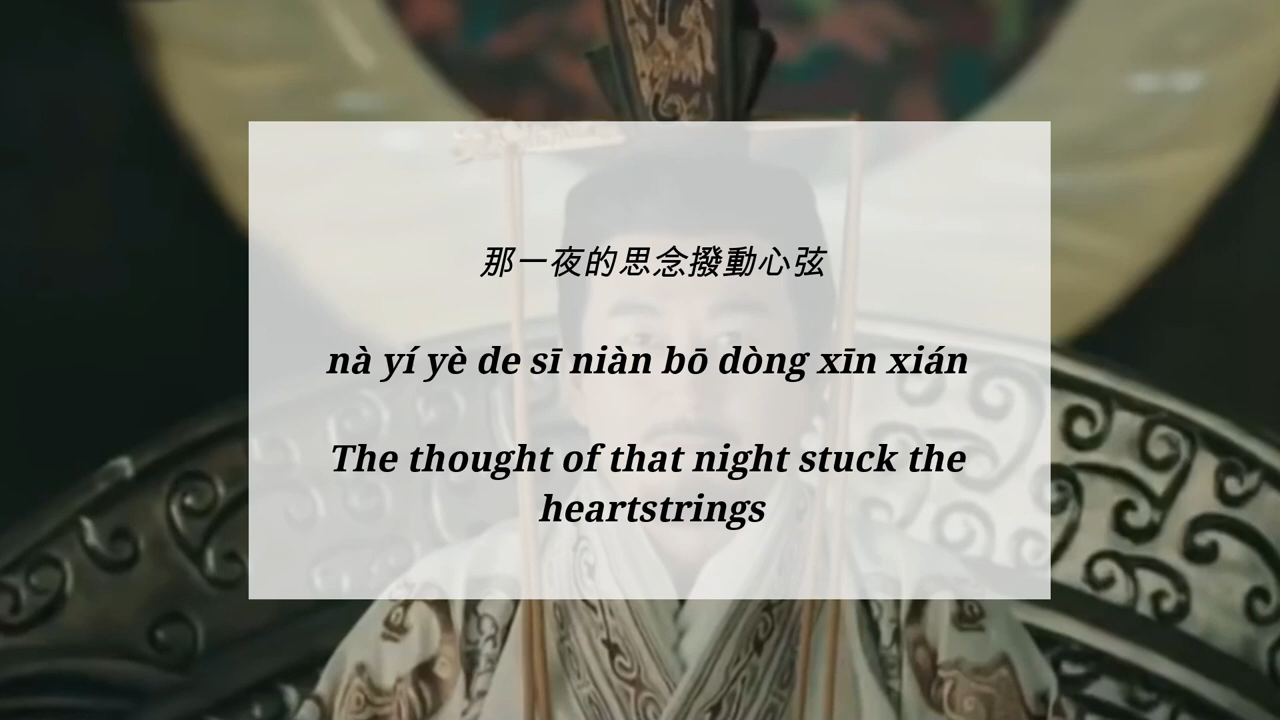 那一夜的思念撥動心弦
nà yí yè de sī niàn bō dòng xīn xián
The thought of that night stuck the
heartstrings